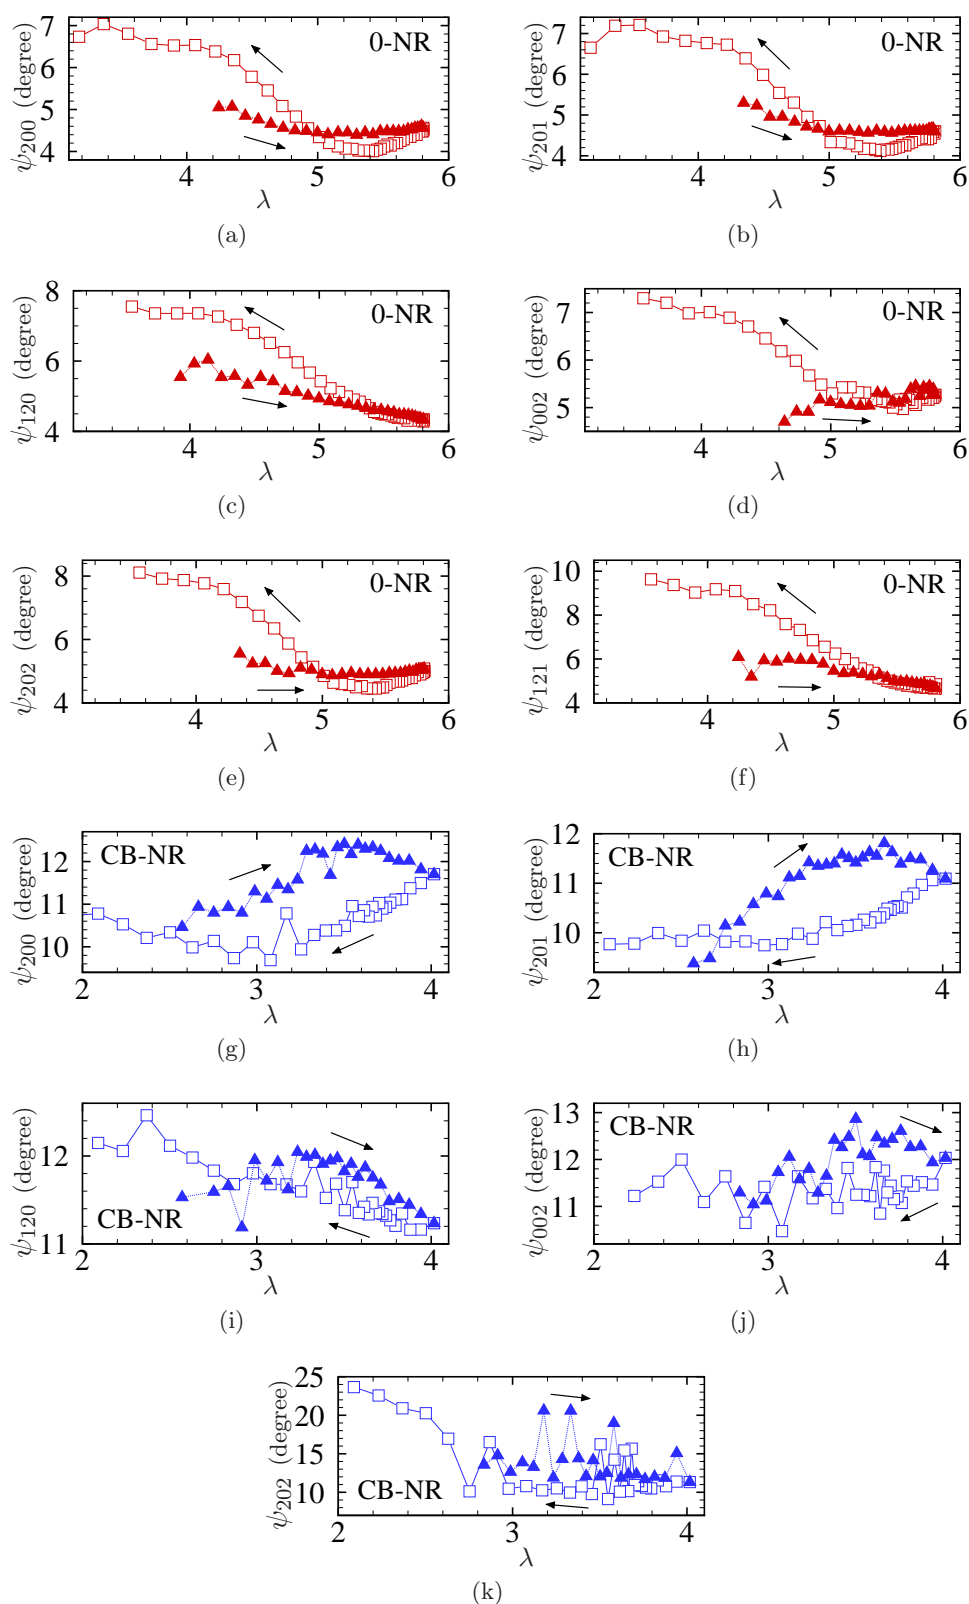 7 6 5 4 ψ200 (degree) 0-NR 4 5 6 λ
(a)
7 6 5 4 ψ201 (degree) 0-NR 4 5 6 λ
(b)
8 6 4 ψ120 (degree) 0-NR 4 5 6 λ
(c)
7 6 5 ψ002 (degree) 0-NR 4 5 6 λ
(d)
8 6 4 ψ202 (degree) 0-NR 4 5 6 λ
(e)
10 8 6 4 ψ121 (degree) 0-NR 4 5 6 λ
(f)
12 11 10 ψ200 (degree) CB-NR 2 3 4 λ
(g)
12 11 10 ψ201 (degree) CB-NR 2 3 4 λ
(h)
12 11 ψ120 (degree) CB-NR 2 3 4 λ
(i)
13 12 11 ψ002 (degree) CB-NR 2 3 4 λ
(j)
25 20 15 10 ψ202 (degree) CB-NR 2 3 4 λ
(k)